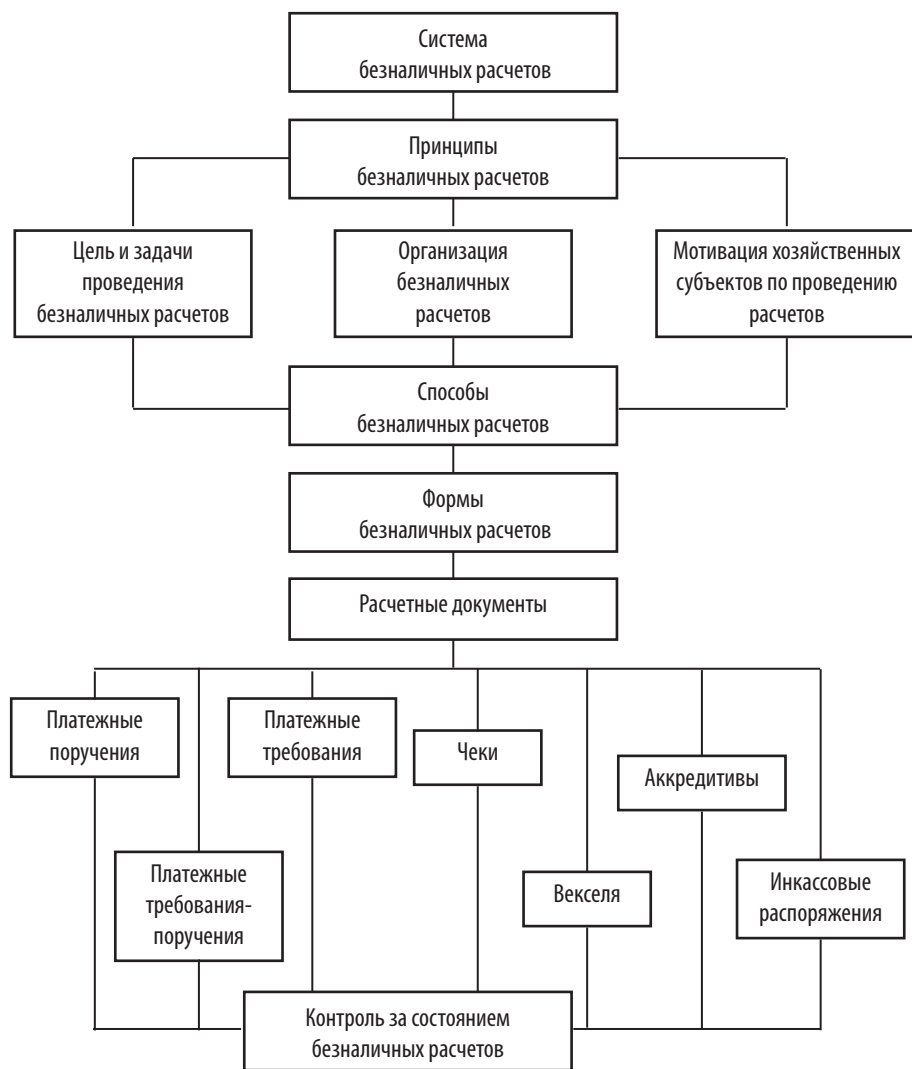 Система
безналичных расчетов
Принципы
безналичных расчетов
Цель и задачи
проведения
безналичных расчетов
Организация
безналичных
расчетов
Мотивация хозяйственных
субъектов по проведению
расчетов
Способы
безналичных расчетов
Формы
безналичных расчетов
Расчетные документы
Платежные
поручения
Платежные
требования
Чеки
Аккредитивы
Платежные
требования-
поручения
Векселя
Инкассовые
распоряжения
Контроль за состоянием
безналичных расчетов